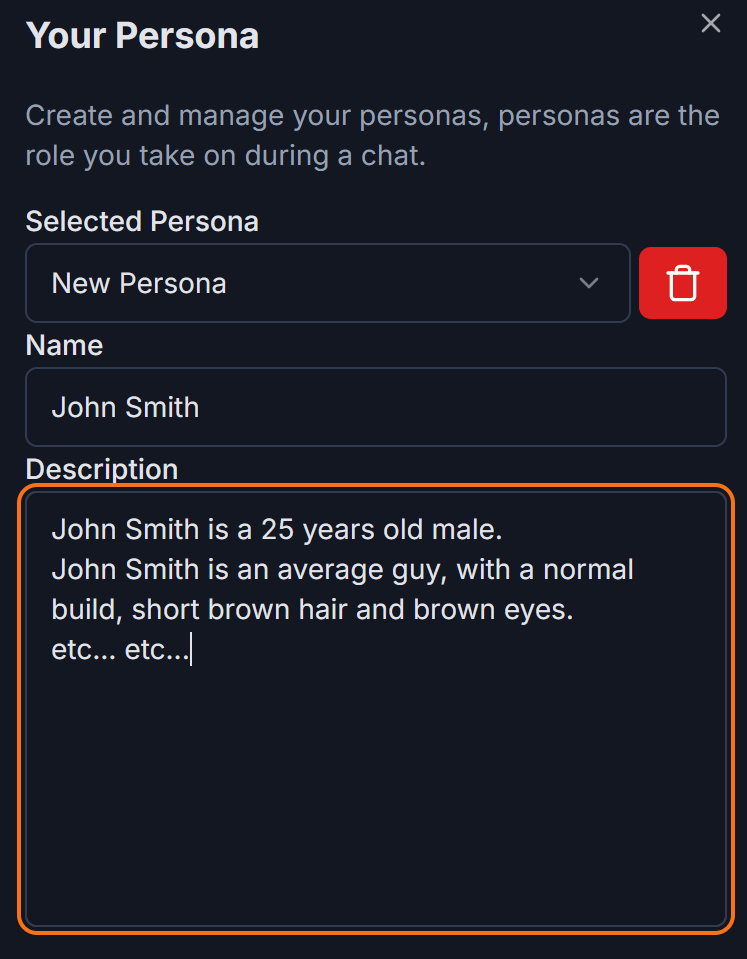 Your Persona
Create and manage your personas, personas are the
role you take on during a chat.
Selected Persona
New Persona
Name
John Smith
Description
John Smith is a 25 years old male.
John Smith is an average guy, with a normal
build, short brown hair and brown eyes.
etc... etc...